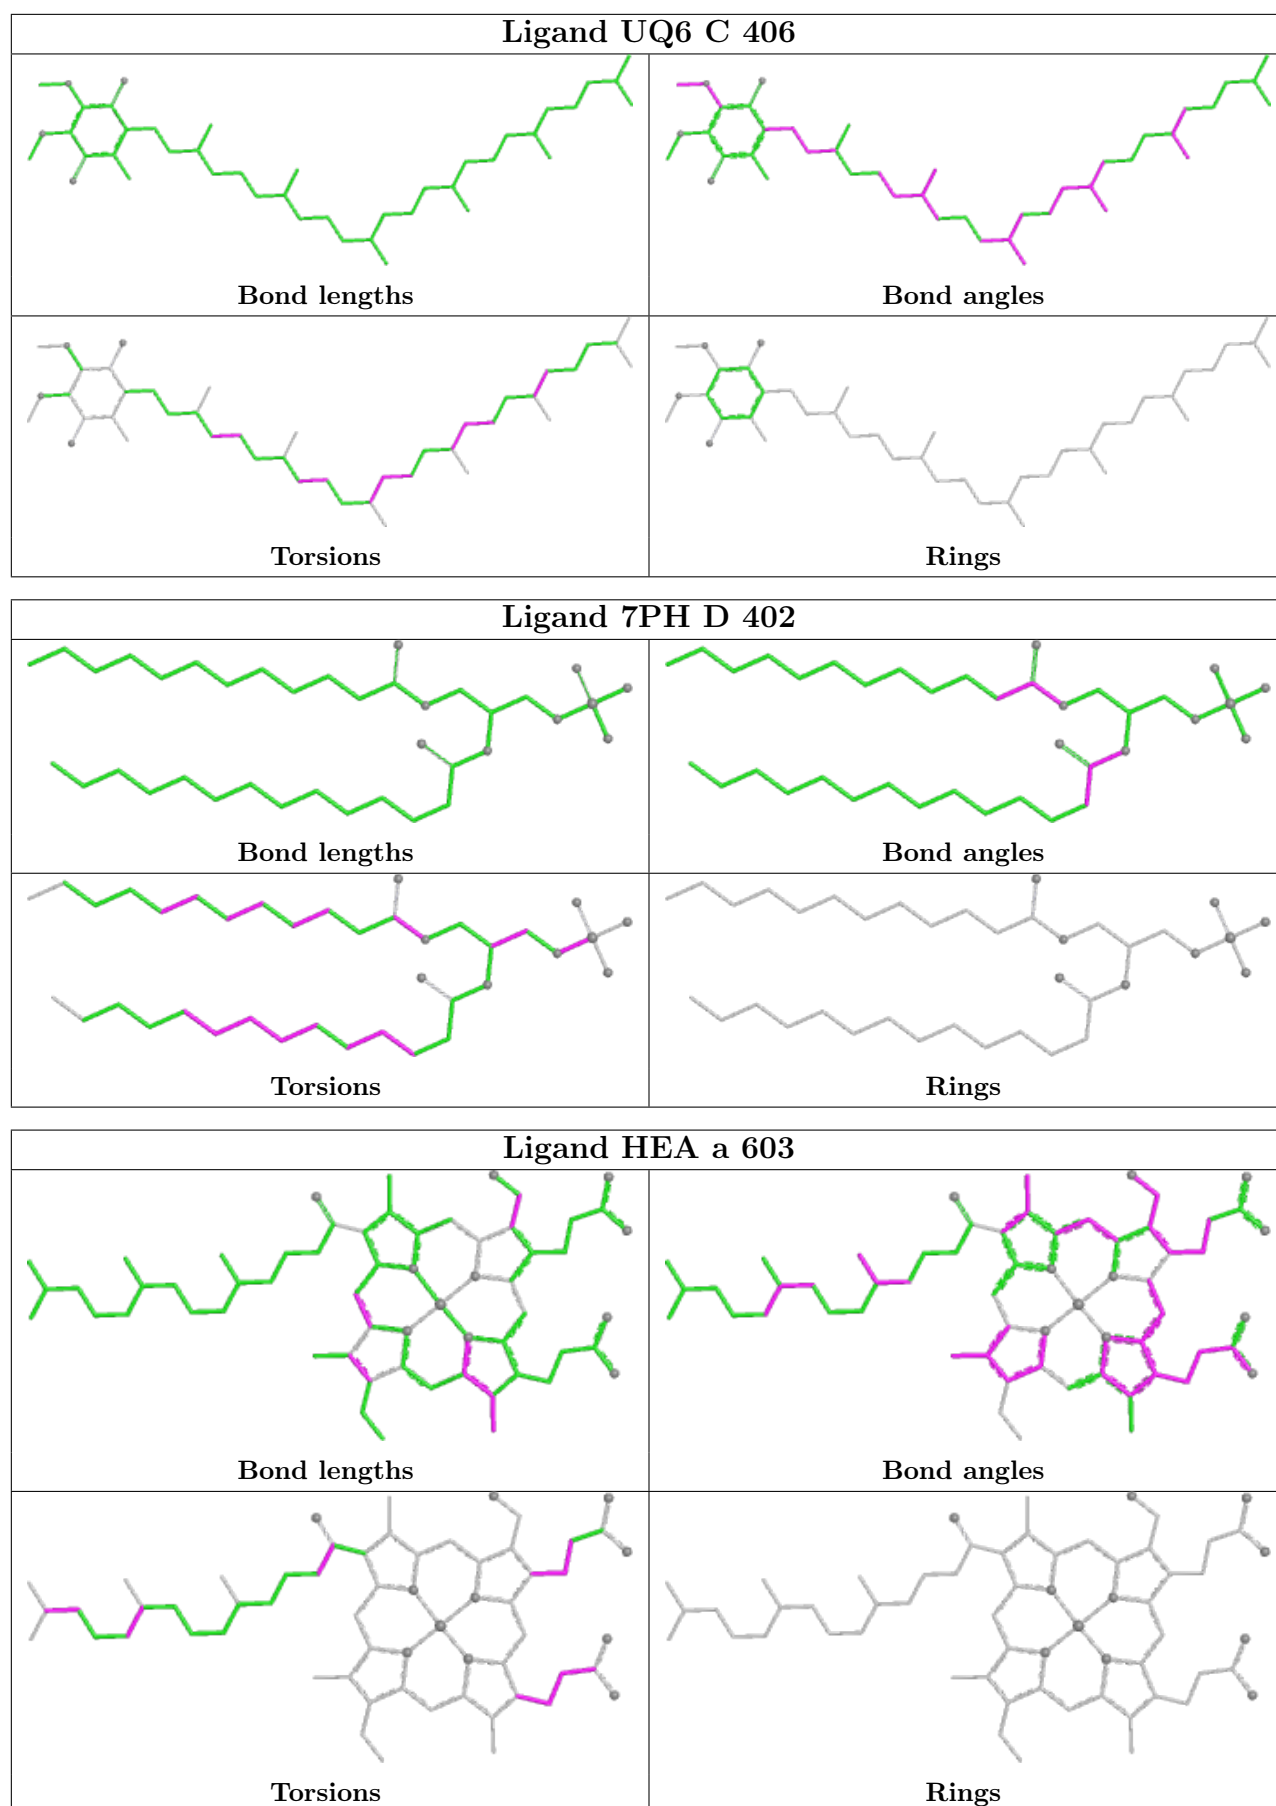 Ligand UQ6 C 406
Bond lengths
Bond angles
Torsions
Rings
Ligand 7PH D 402
Bond lengths
Bond angles
Torsions
Rings
Ligand HEA a 603
Bond lengths
Bond angles
Torsions
Rings